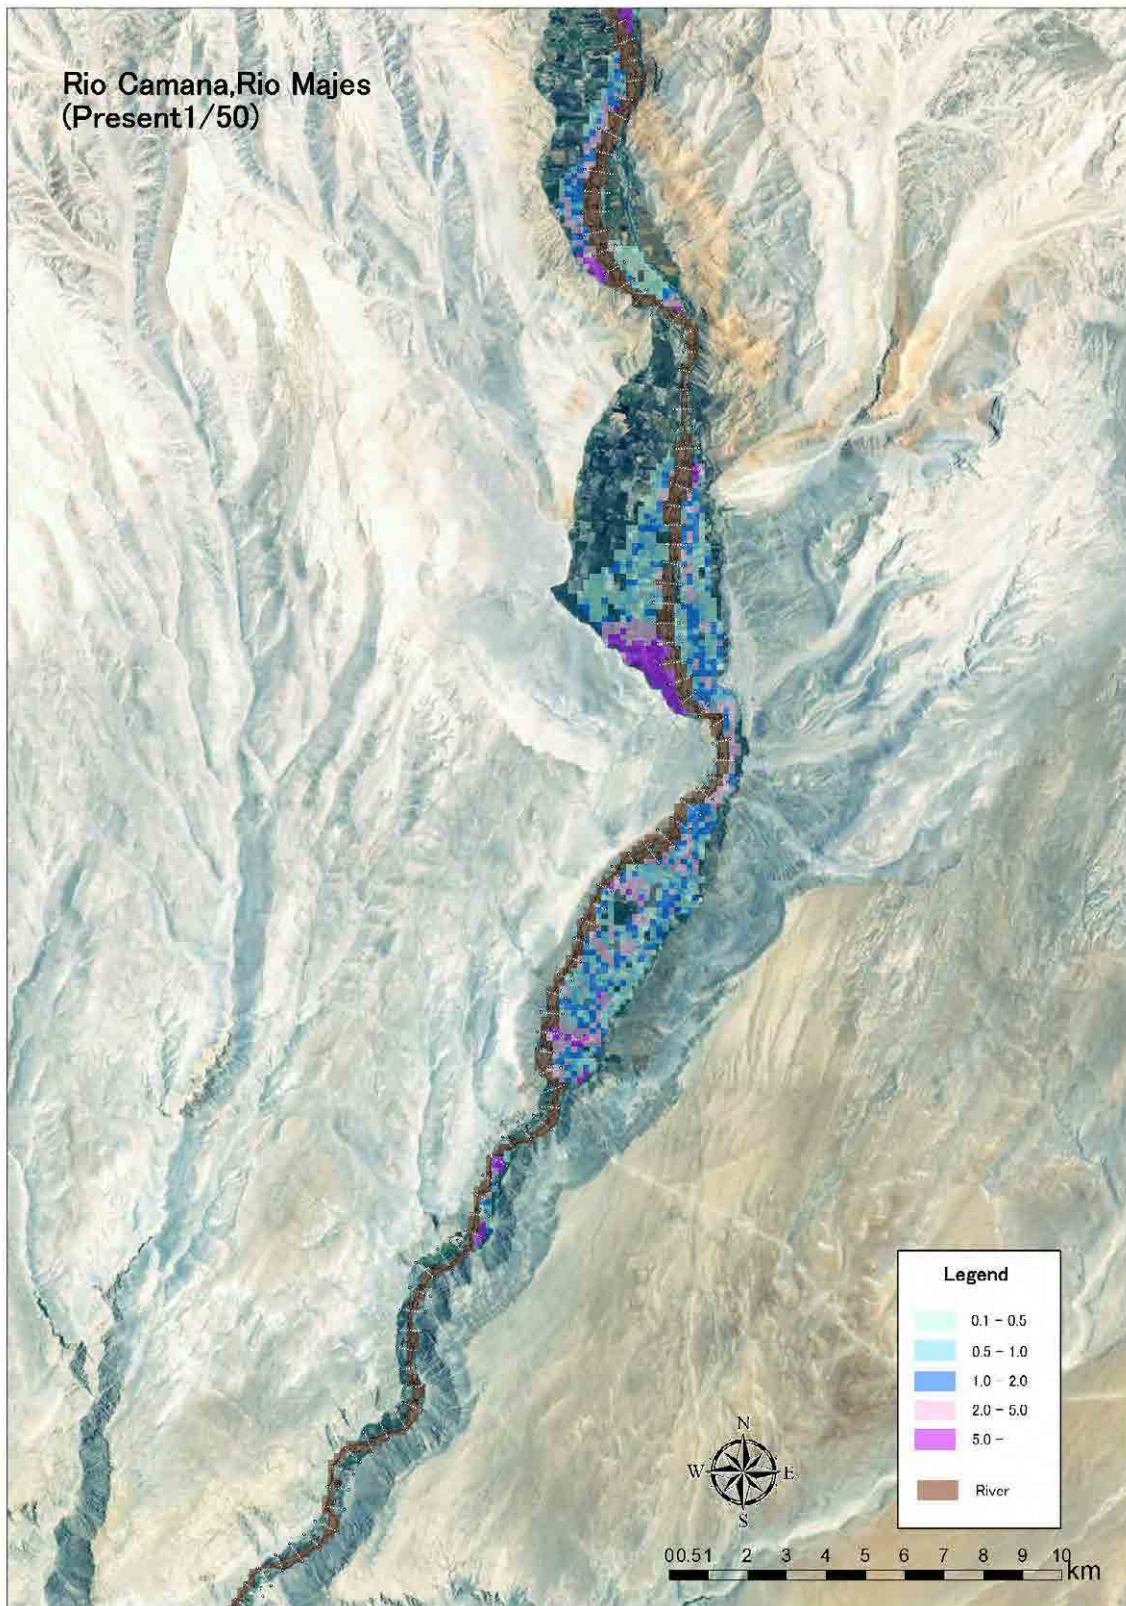 Rio Camana,Rio Majes
(Present1/50)
Legend
0.1 - 0.5
0.5 - 1.0
1.0 - 2.0
2.0 - 5.0
5.0 -
River
N
W E
S
0 0.5 1 2 3 4 5 6 7 8 9 10
km